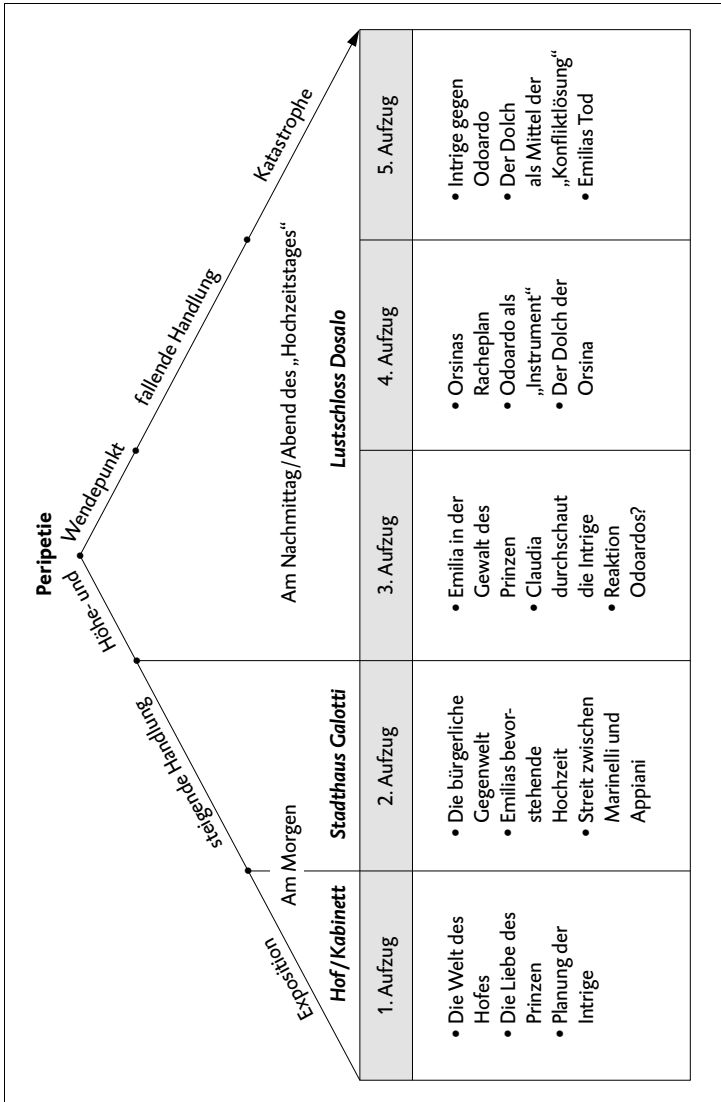 Peripetie
Höhe- und
Wendepunkt
steigende Handlung
fallende Handlung
Exposition
Katastrophe
Am Morgen
Am Nachmittag/Abend des „Hochzeitstages“
Hof/Kabinett
Stadthaus Galotti
Lustschloss Dosalo
1. Aufzug
2. Aufzug
3. Aufzug
4. Aufzug
5. Aufzug
• Die Welt des
Hofes
• Die Liebe des
Prinzen
• Planung der
Intrige
• Die bürgerliche
Gegenwelt
• Emilias bevor-
stehende
Hochzeit
• Streit zwischen
Marinelli und
Appiani
• Emilia in der
Gewalt des
Prinzen
• Claudia
durchschaut
die Intrige
• Reaktion
Odoardos?
• Orsinas
Racheplan
• Odoardo als
„Instrument“
• Der Dolch der
Orsina
• Intrige gegen
Odoardo
• Der Dolch
als Mittel der
„Konfliktlösung“
• Emilias Tod